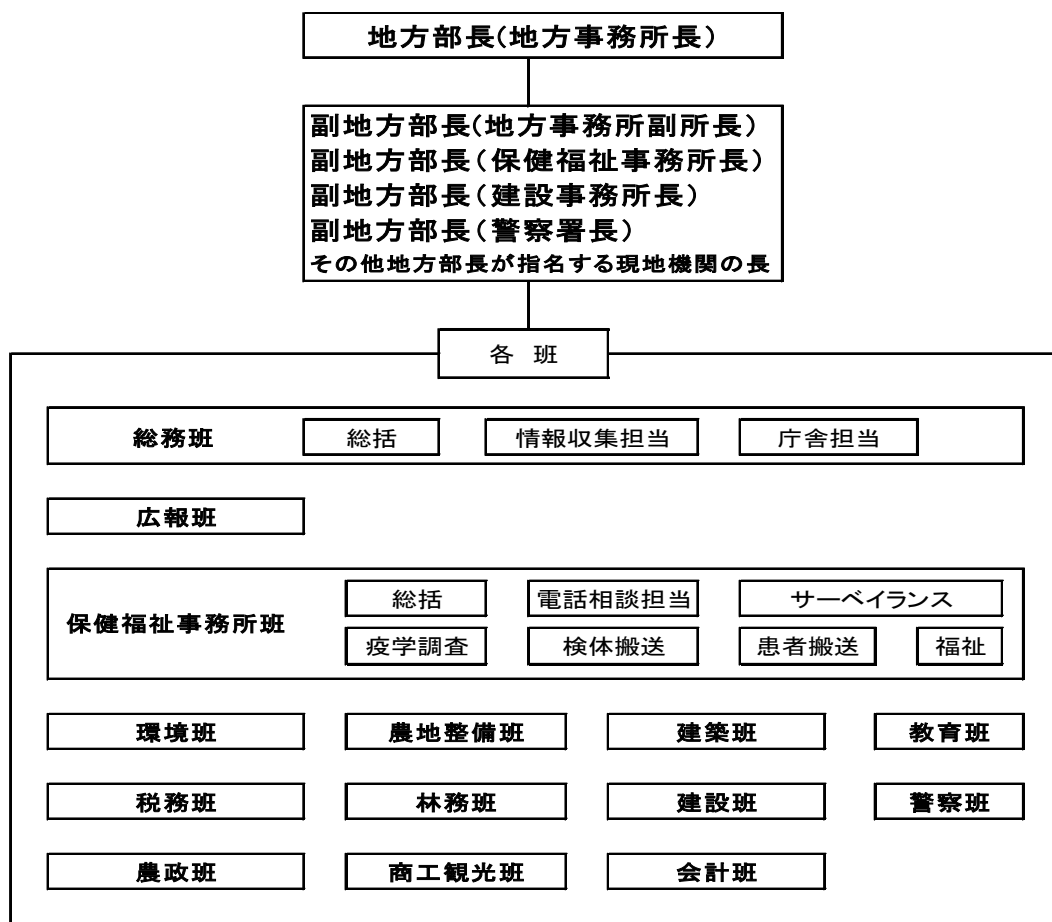 地方部長(地方事務所長)
副地方部長(地方事務所副所長)
副地方部長(保健福祉事務所長)
副地方部長(建設事務所長)
副地方部長(警察署長)
その他地方部長が指名する現地機関の長
各 班
総務班 総括 情報収集担当 庁舎担当
広報班
保健福祉事務所班
総括 電話相談担当 サーベイランス
疫学調査 検体搬送 患者搬送 福祉
環境班 農地整備班 建築班 教育班
税務班 林務班 建設班 警察班
農政班 商工観光班 会計班